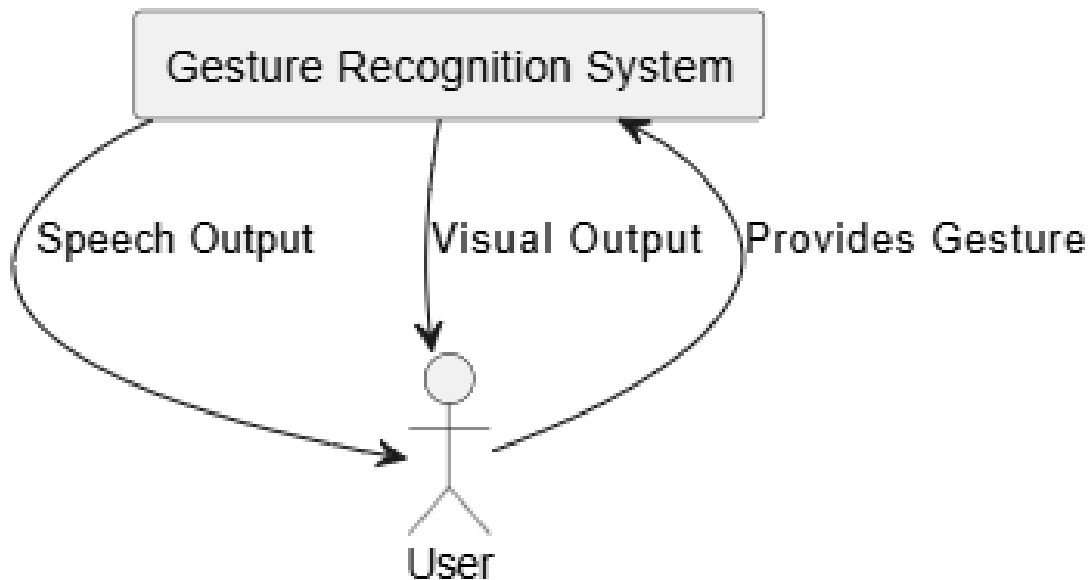 Gesture Recognition System
Speech Output
Visual Output
Provides Gesture
User